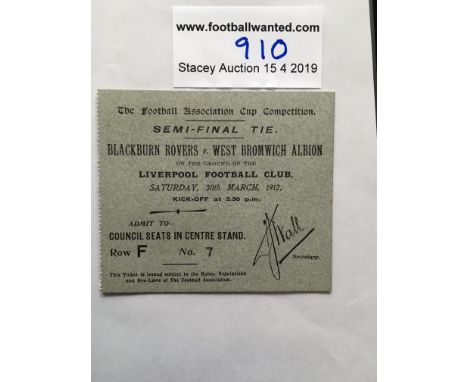 www.footballwanted.com
910
Stacey Auction 15 4 2019
The Football Association Cup Competition.
SEMI-FINAL TIE.
BLACKBURN ROVERS v. WEST BROMWICH ALBION
ON THE GROUND OF THE
LIVERPOOL FOOTBALL CLUB,
SATURDAY, 30th MARCH, 1912.
KICK-OFF at 3.30 p.m.
ADMIT TO—
COUNCIL SEATS IN CENTRE STAND.
Row F No. 7
FJWall
Secretary.
This Ticket is issued subject to the Rules, Regulations
and Bye-Laws of The Football Association.